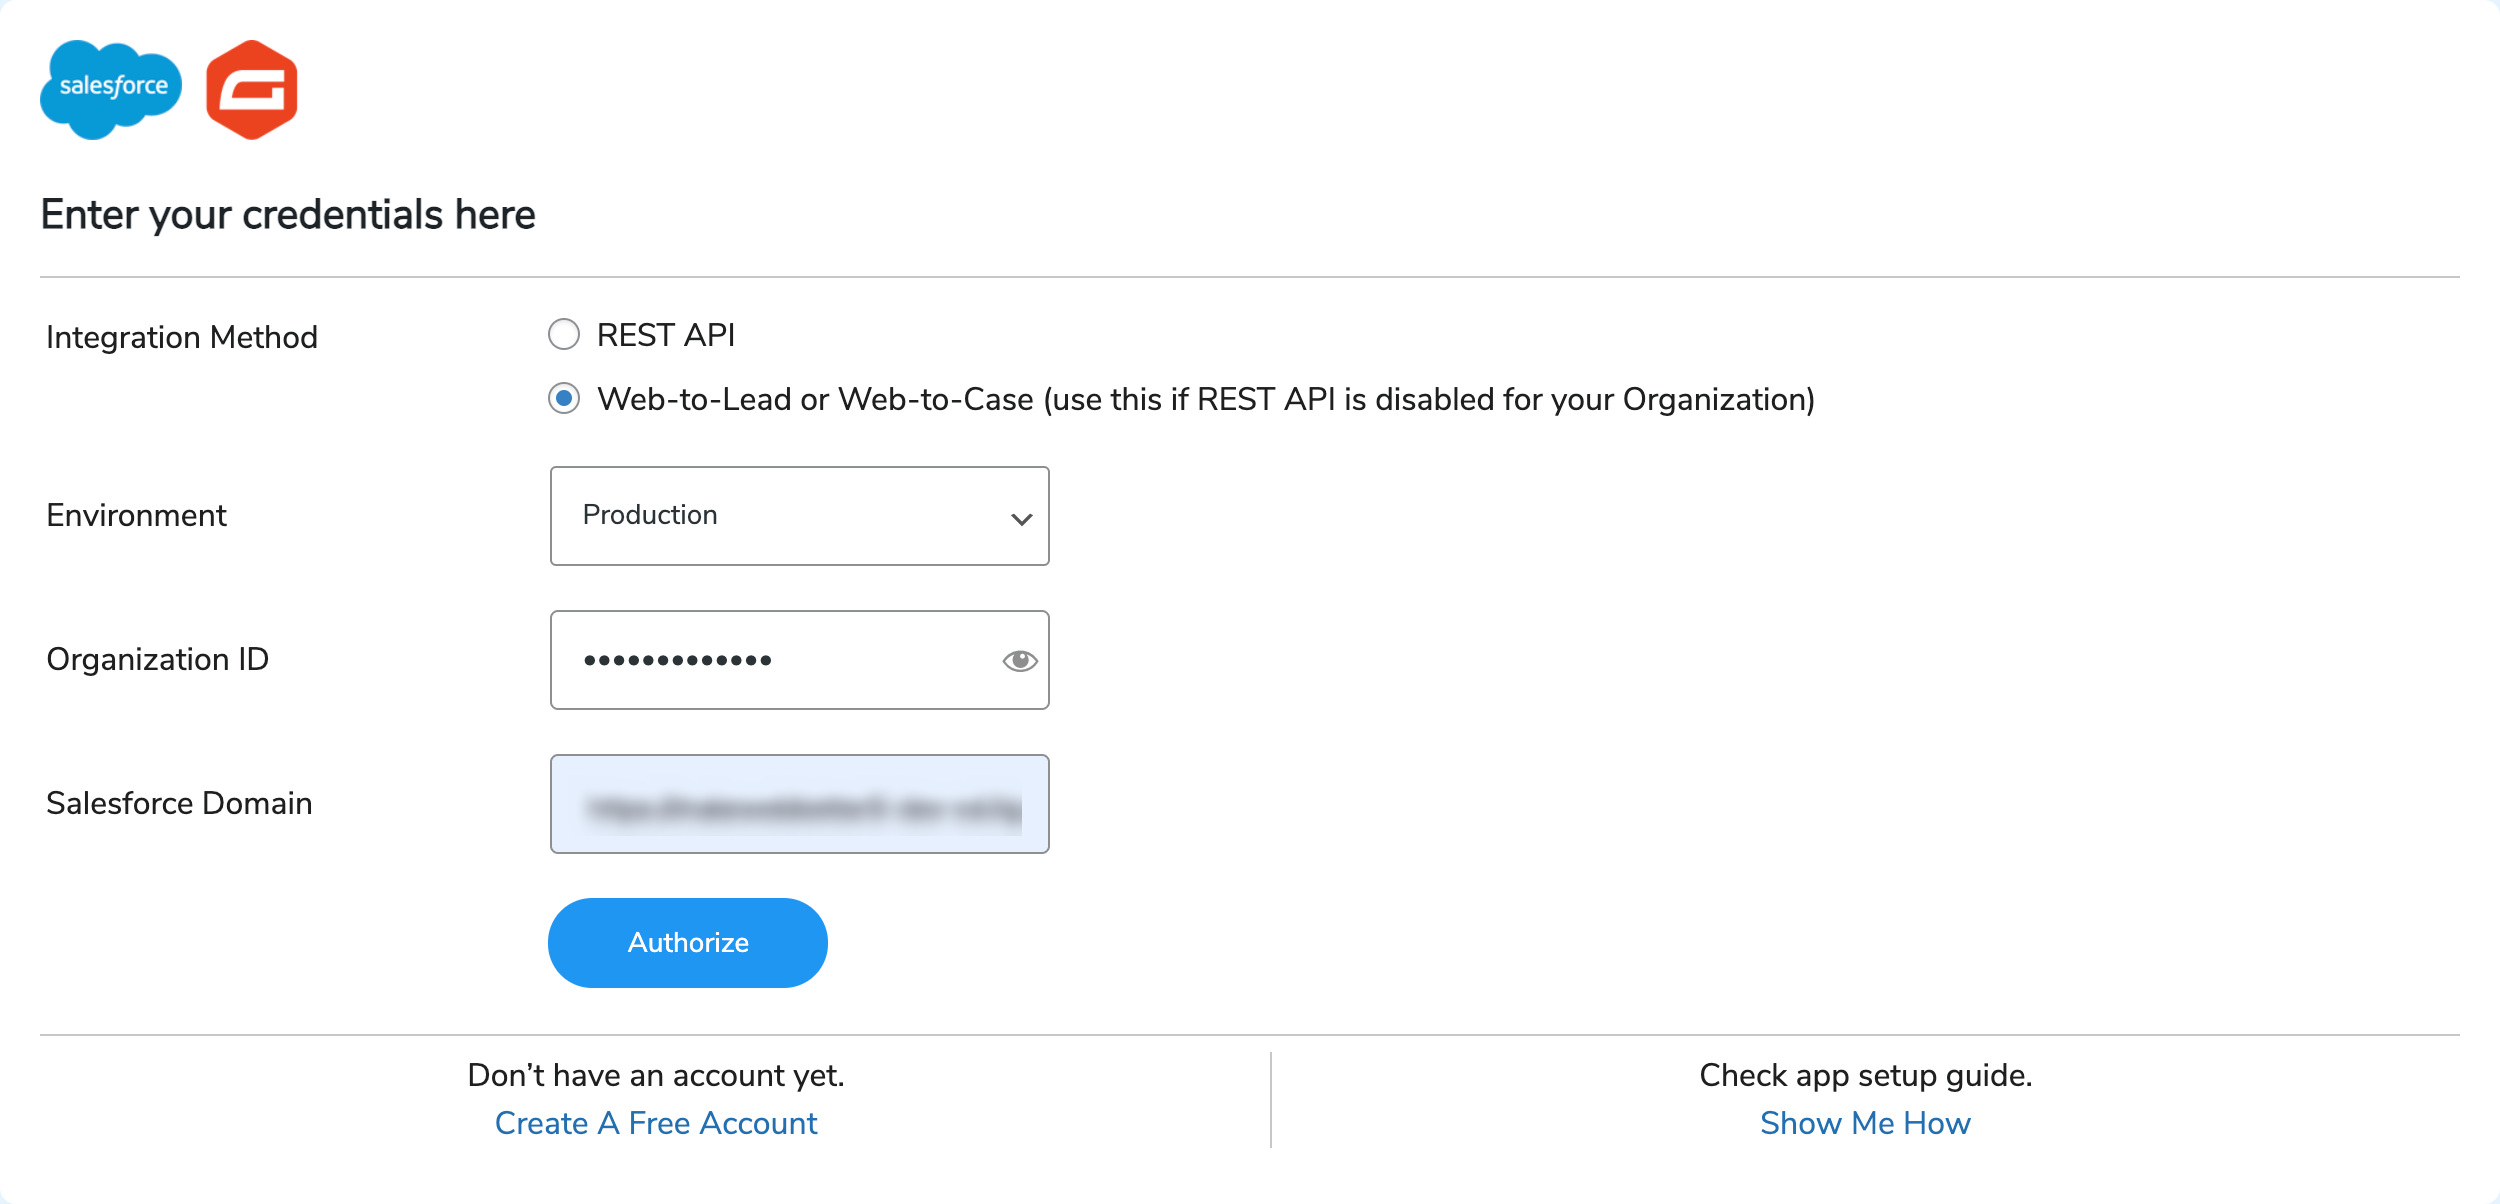 salesforce
Enter your credentials here
Integration Method
REST API
Web-to-Lead or Web-to-Case (use this if REST API is disabled for your Organization)
Environment
Production
Organization ID
•••••••••••••
Salesforce Domain
Authorize
Don’t have an account yet.
Create A Free Account
Check app setup guide.
Show Me How